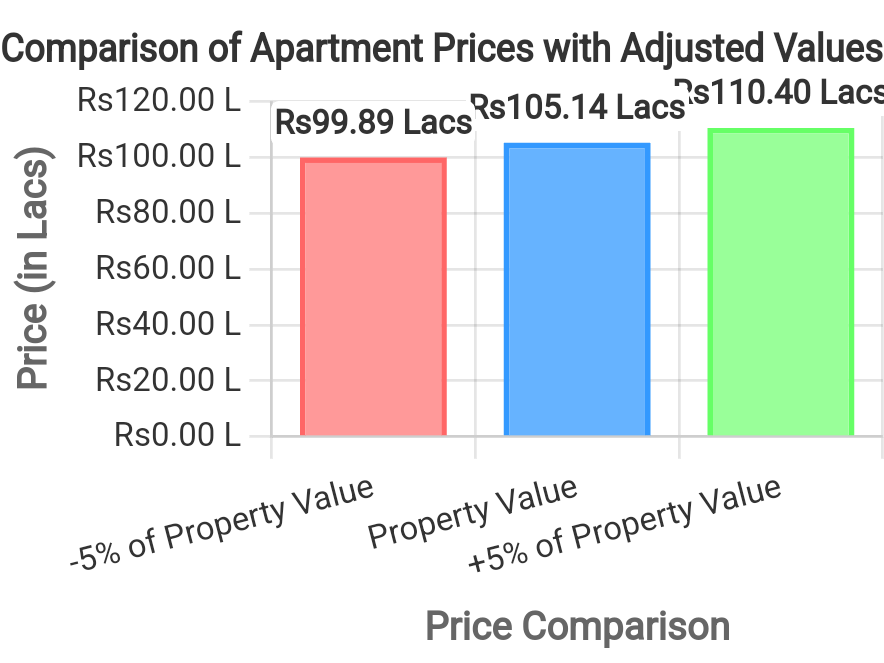 Comparison of Apartment Prices with Adjusted Values
Rs120.00 L
Rs100.00 L
Rs80.00 L
Rs60.00 L
Rs40.00 L
Rs20.00 L
Rs0.00 L
Price (in Lacs)
Rs99.89 Lacs
Rs105.14 Lacs
Rs110.40 Lacs
-5% of Property Value
Property Value
+5% of Property Value
Price Comparison